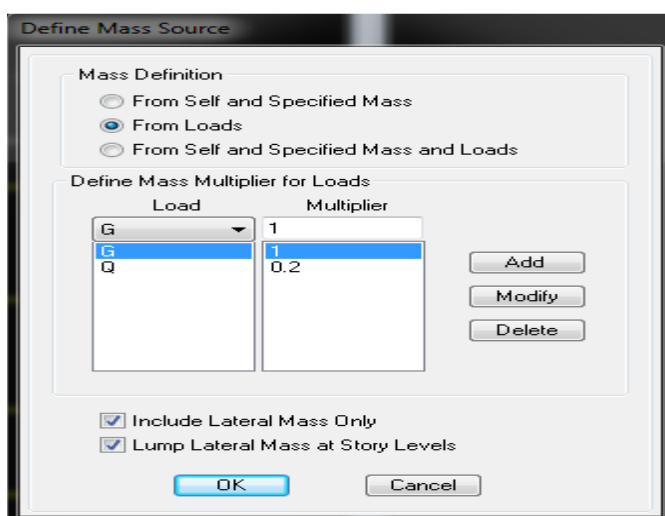 Define Mass Source
Mass Definition
From Self and Specified Mass
From Loads
From Self and Specified Mass and Loads
Define Mass Multiplier for Loads
Load Multiplier
G 1
G 1
Q 0.2
Add
Modify
Delete
Include Lateral Mass Only
Lump Lateral Mass at Story Levels
OK Cancel